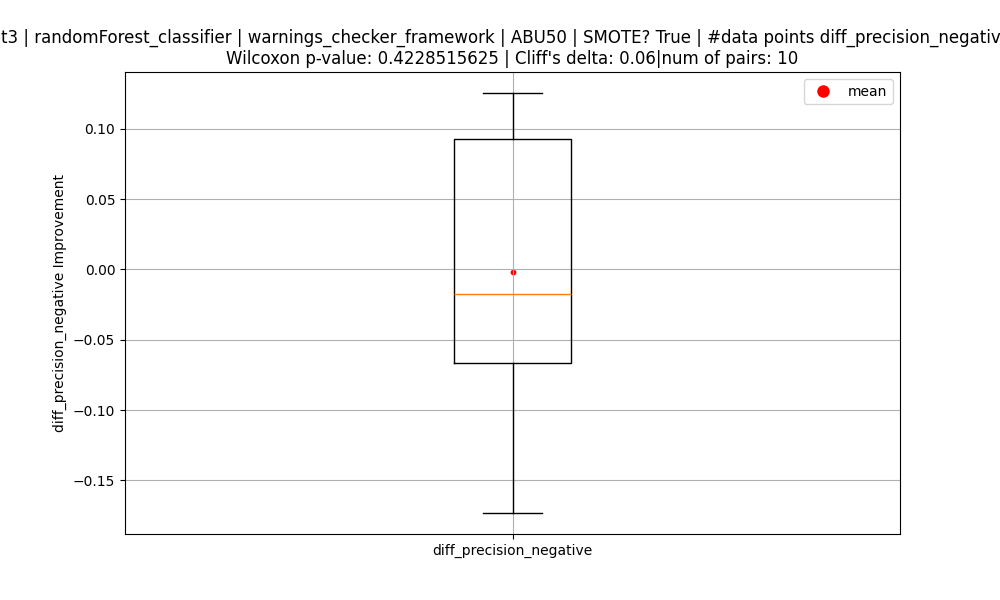 t3 | randomForest_classifier | warnings_checker_framework | ABU50 | SMOTE? True | #data points diff_precision_negativ
Wilcoxon p-value: 0.4228515625 | Cliff's delta: 0.06|num of pairs: 10
mean
0.10
0.05
0.00
−0.05
−0.10
−0.15
diff_precision_negative Improvement
diff_precision_negative